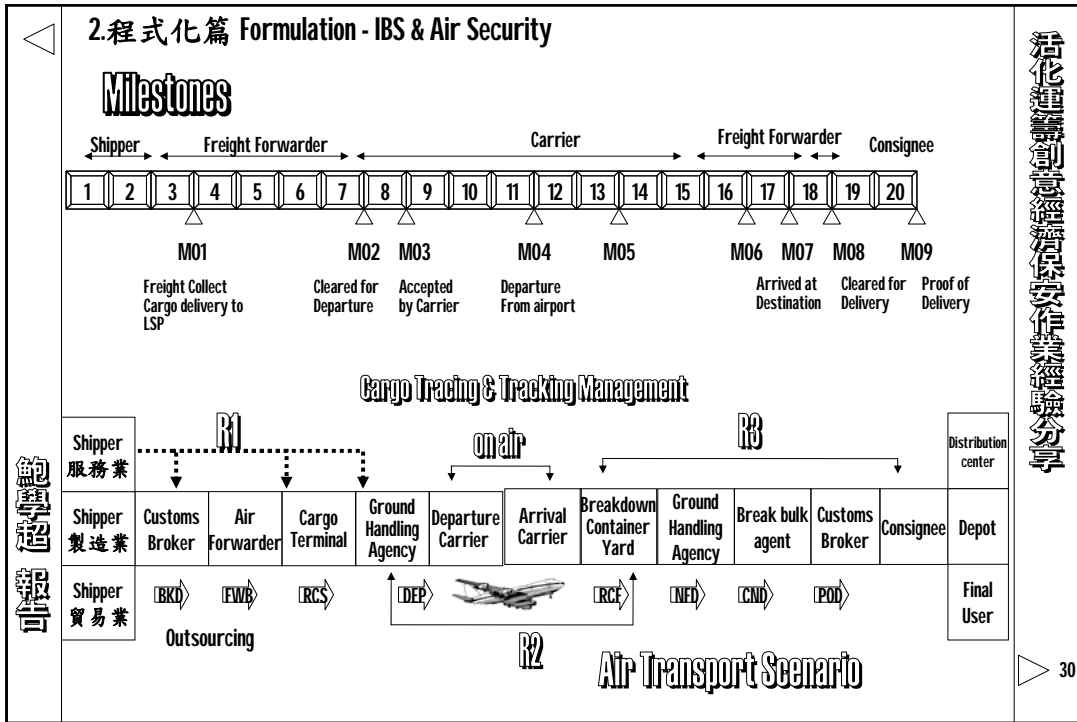 2.程式化篇 Formulation - IBS & Air Security
Milestones
Shipper Freight Forwarder Carrier Freight Forwarder Consignee
1 2 3 4 5 6 7 8 9 10 11 12 13 14 15 16 17 18 19 20
M01 M02 M03 M04 M05 M06 M07 M08 M09
Freight Collect
Cargo delivery to
LSP
Cleared for
Departure
Accepted
by Carrier
Departure
From airport
Arrived at
Destination
Cleared for
Delivery
Proof of
Delivery
Cargo Tracing & Tracking Management
R1
on air
R3
Shipper
服務業
Distribution
center
Shipper
製造業
Customs
Broker
Air
Forwarder
Cargo
Terminal
Ground
Handling
Agency
Departure
Carrier
Arrival
Carrier
Breakdown
Container
Yard
Ground
Handling
Agency
Break bulk
agent
Customs
Broker
Consignee
Depot
Shipper
貿易業
BKD FWB RCS DEP RCF NFD CND POD
Final
User
Outsourcing
R2
Air Transport Scenario
鮑學超 報告
活化運籌創意經濟保安作業經驗分享
30